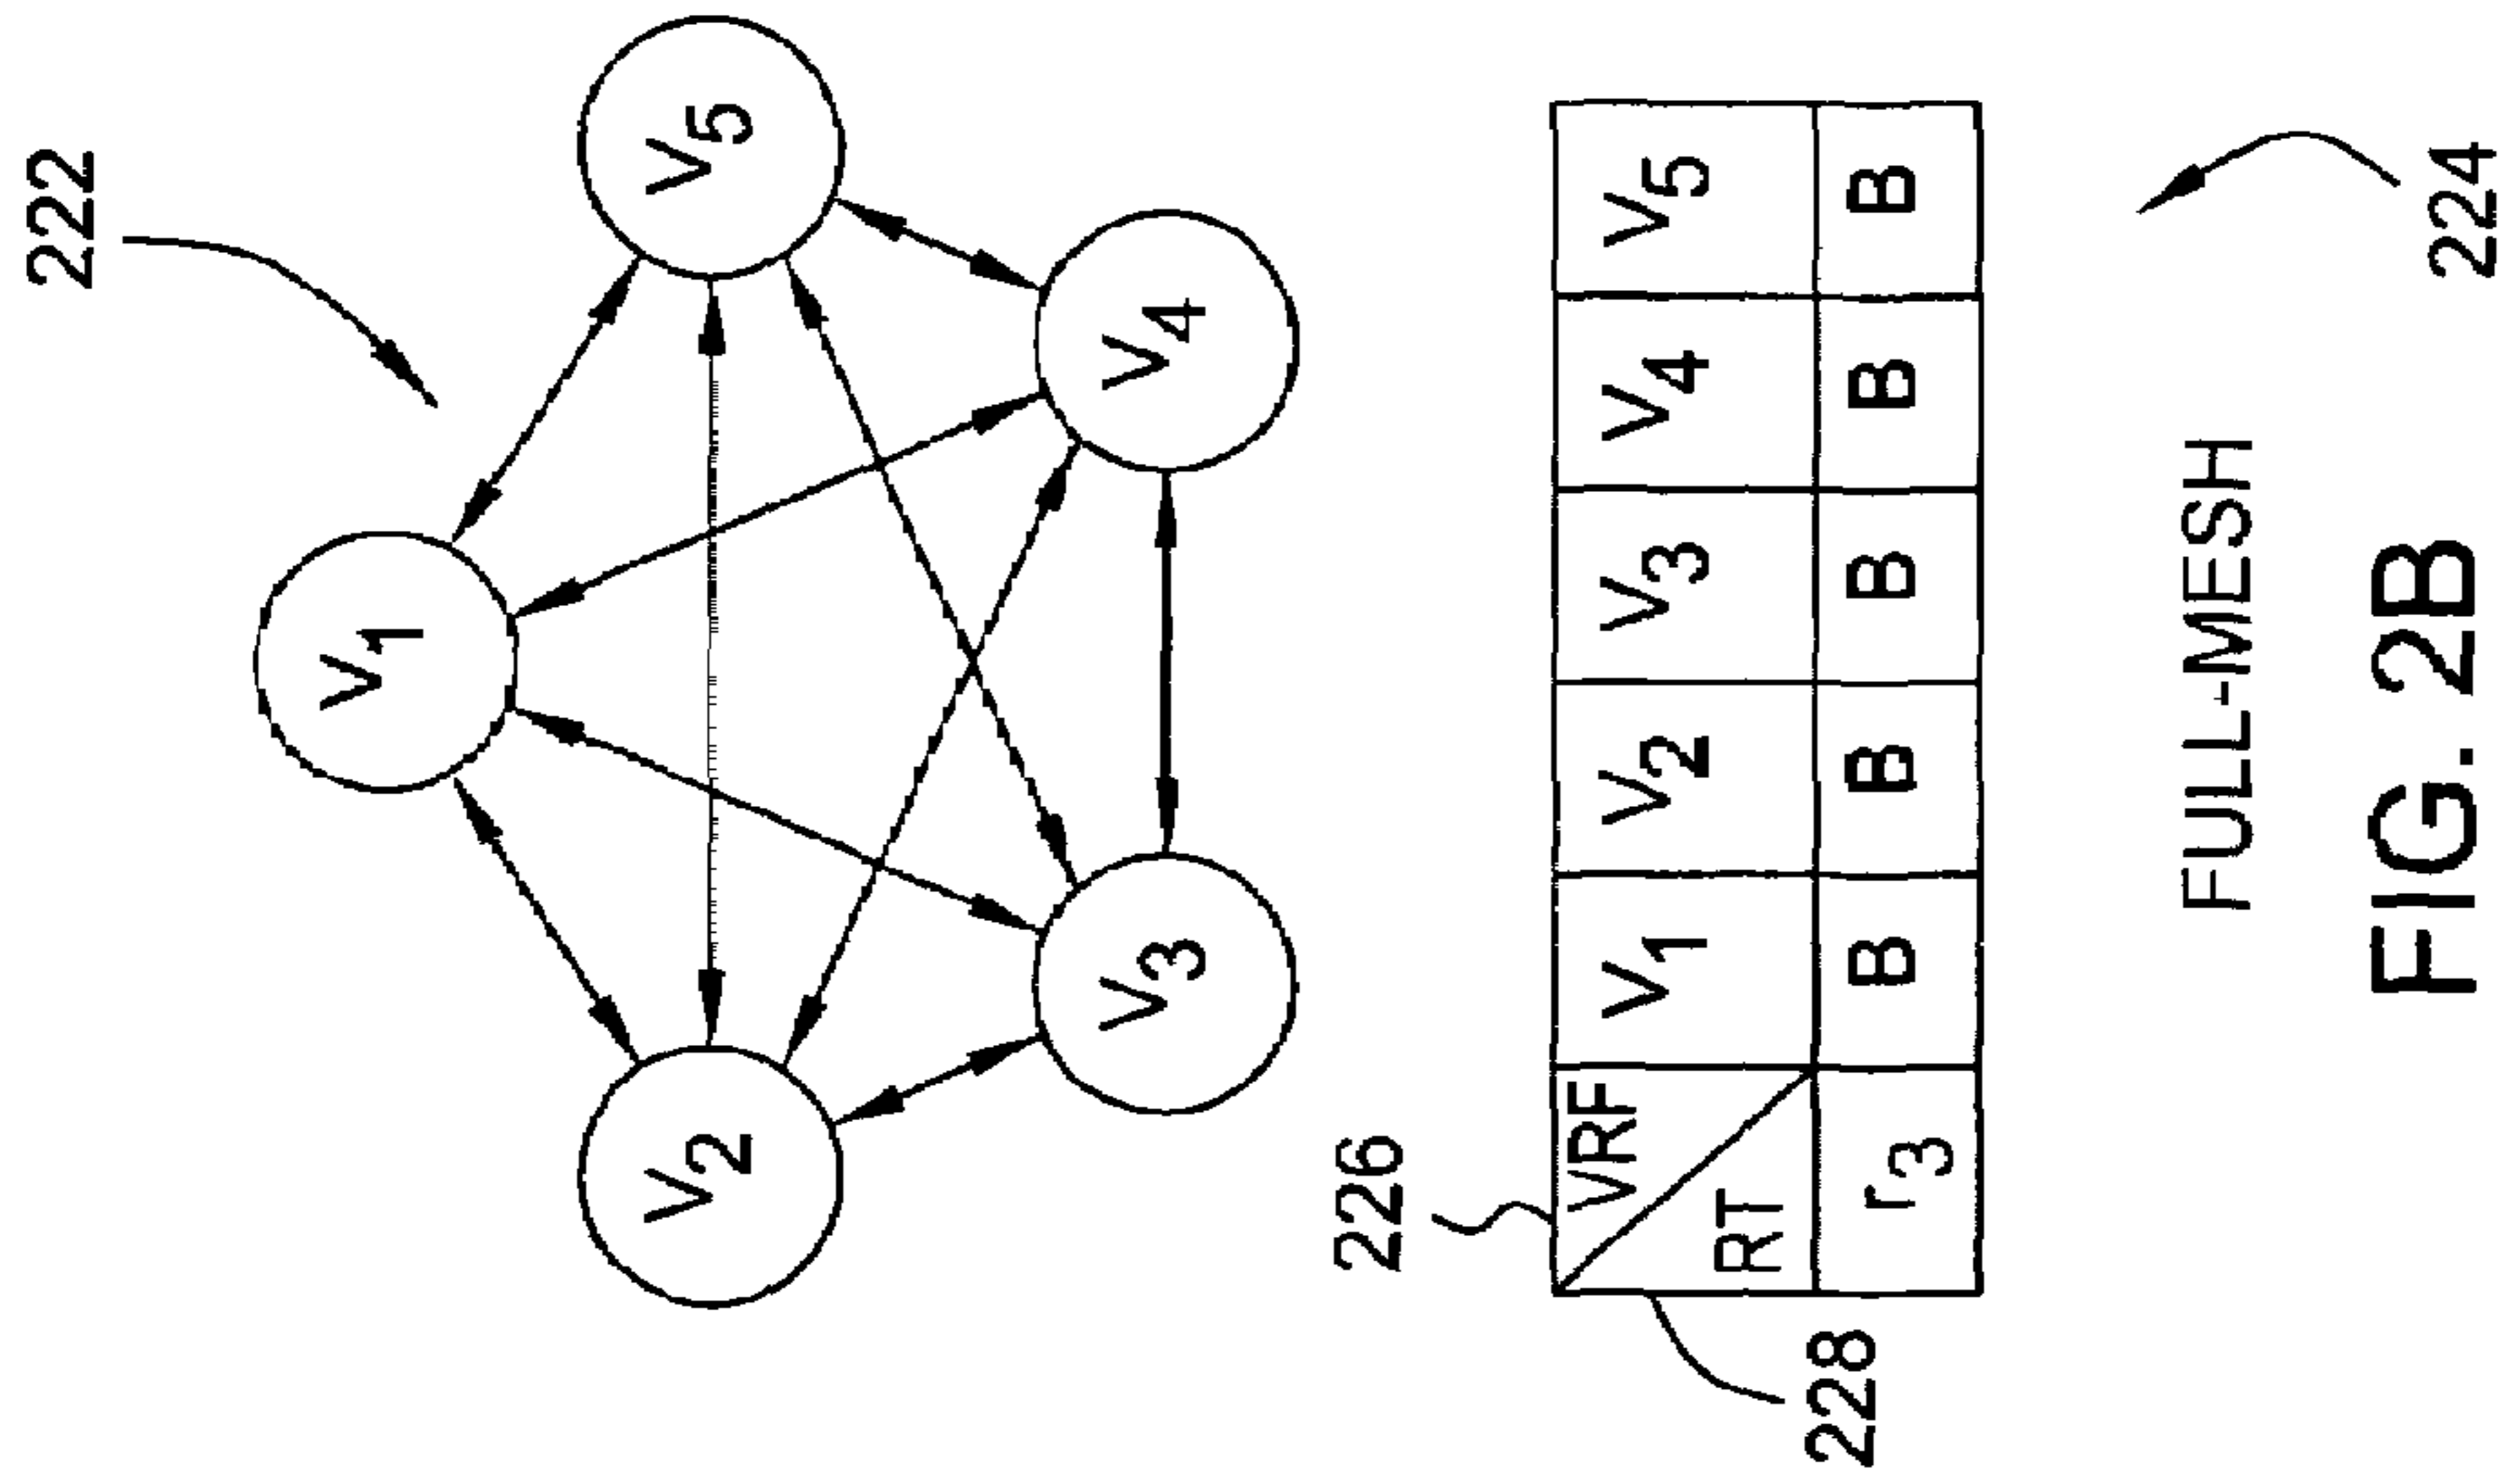 222
V1
V2 V5
V3 V4
226
VRF V1 V2 V3 V4 V5
RT
228
r3 B B B B B
FULL-MESH
224
FIG. 2B